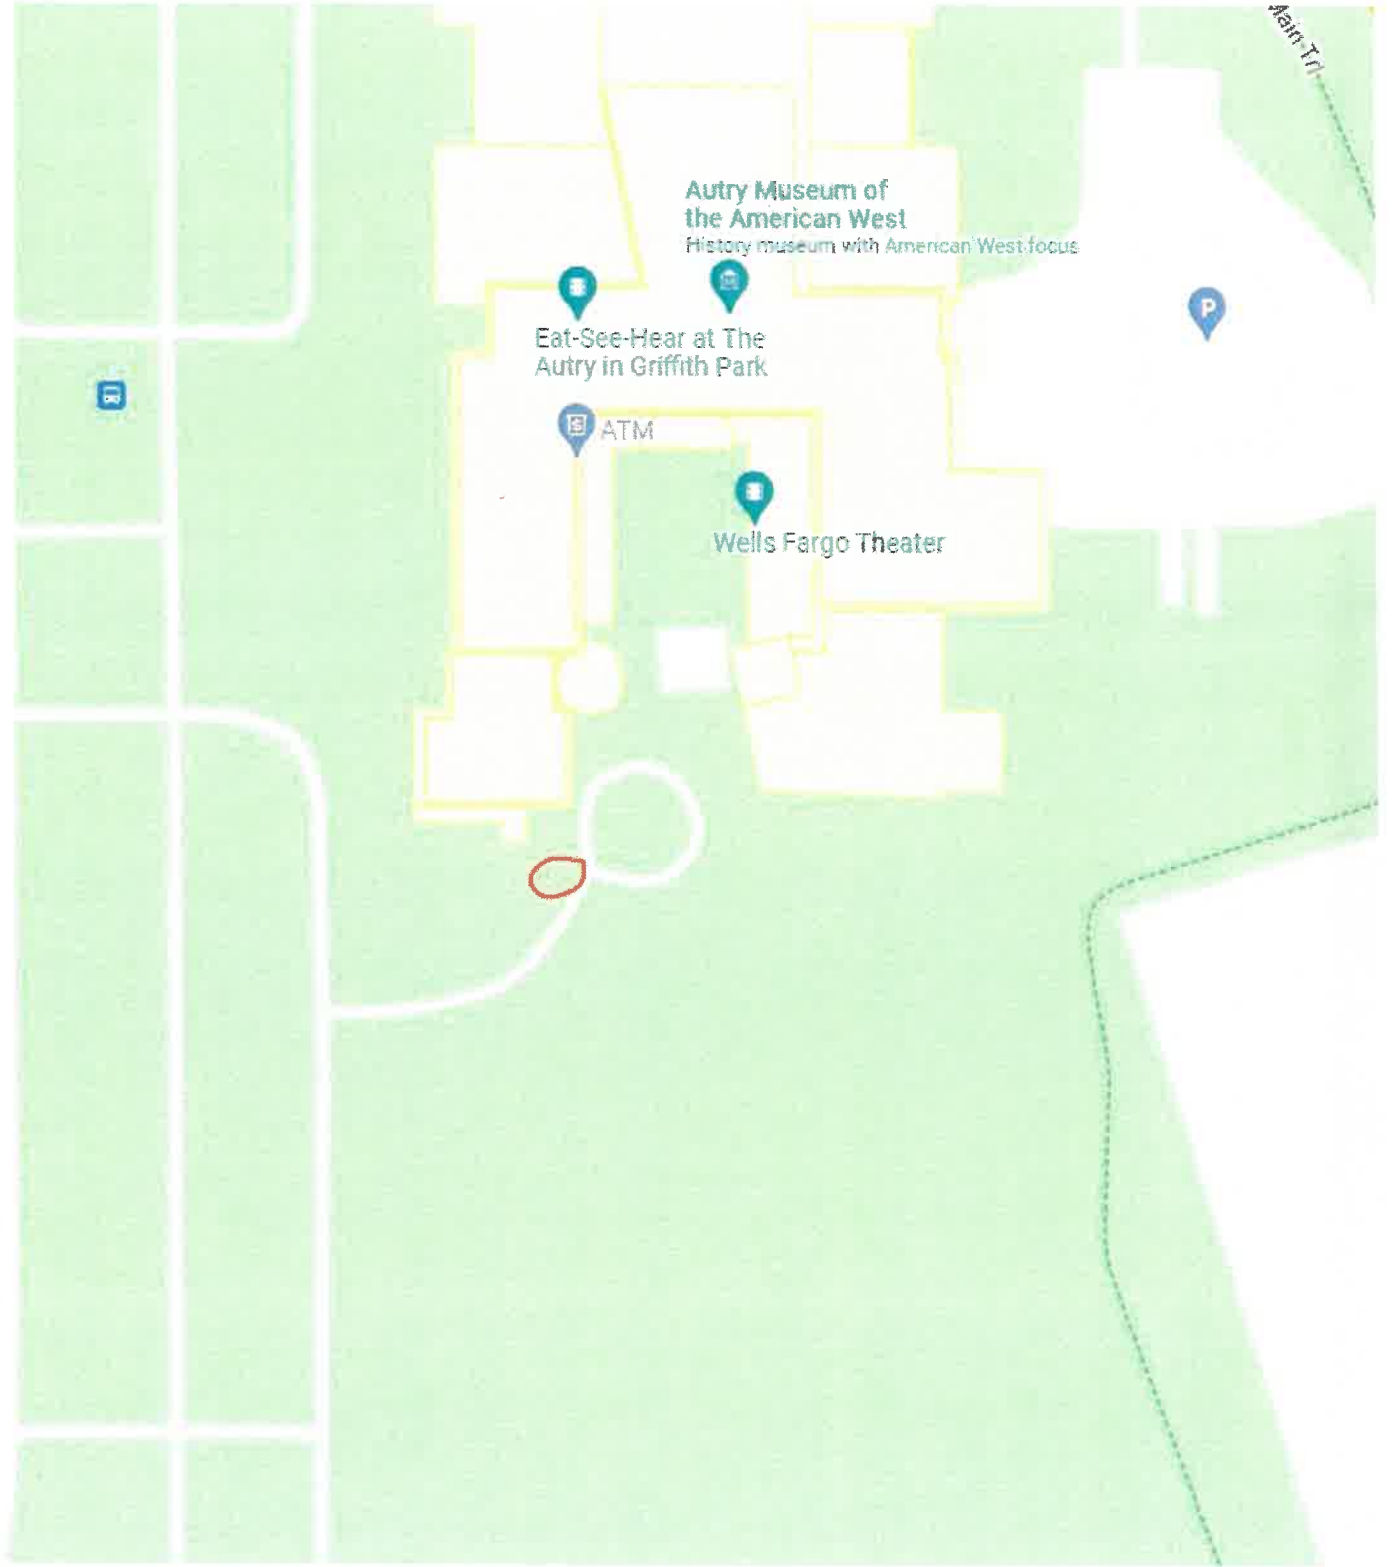 Main Trl
Autry Museum of
the American West
History museum with American West focus
Eat-See-Hear at The
Autry in Griffith Park
ATM
Wells Fargo Theater
P